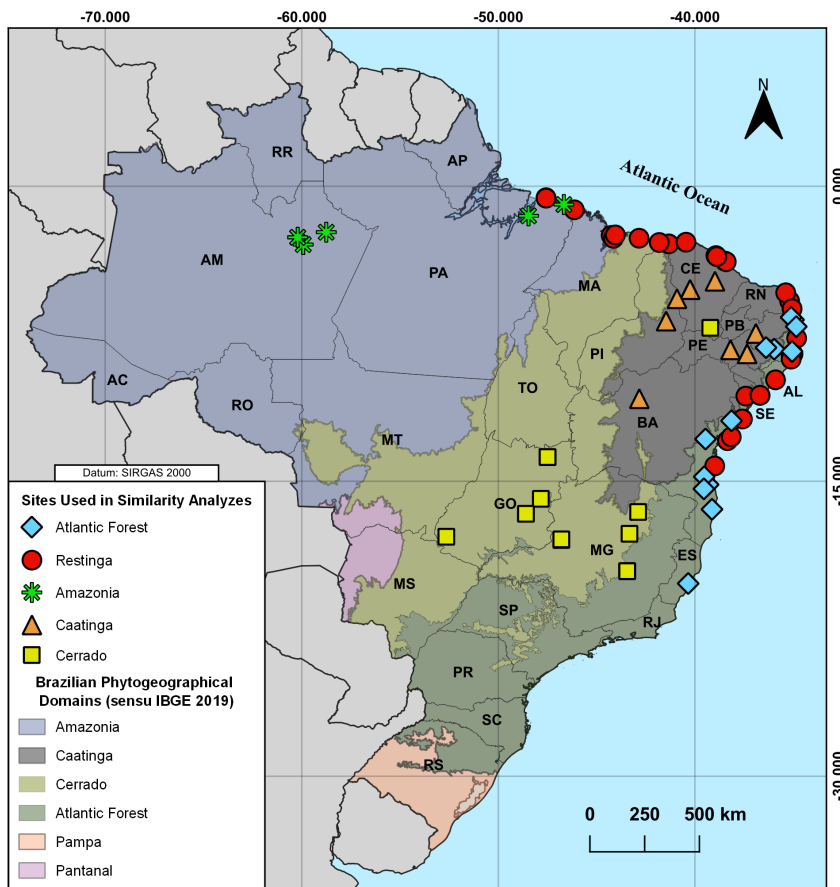 -70.000 -60.000 -50.000 -40.000
N
Atlantic Ocean
0.000
RR
AP
AM
PA
CE
MA
RN
PB
PE
PI
AC
TO
AL
RO
SE
BA
MT
Datum: SIRGAS 2000
-15.000
Sites Used in Similarity Analyzes
Atlantic Forest
Restinga
Amazonia
Caatinga
Cerrado
Brazilian Phytogeographical
Domains (sensu IBGE 2019)
Amazonia
Caatinga
Cerrado
Atlantic Forest
Pampa
Pantanal
GO
MG
ES
MS
SP
RJ
PR
SC
RS
-30.000
0 250 500 km